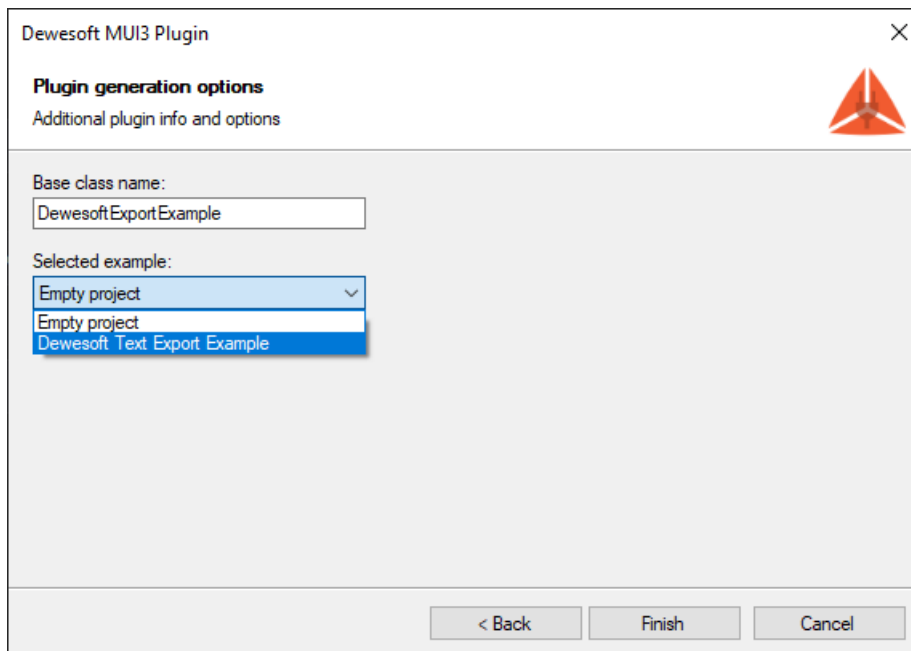 Dewesoft MUI3 Plugin
Plugin generation options
Additional plugin info and options
Base class name:
DewesoftExportExample
Selected example:
Empty project
Empty project
Dewesoft Text Export Example
< Back
Finish
Cancel